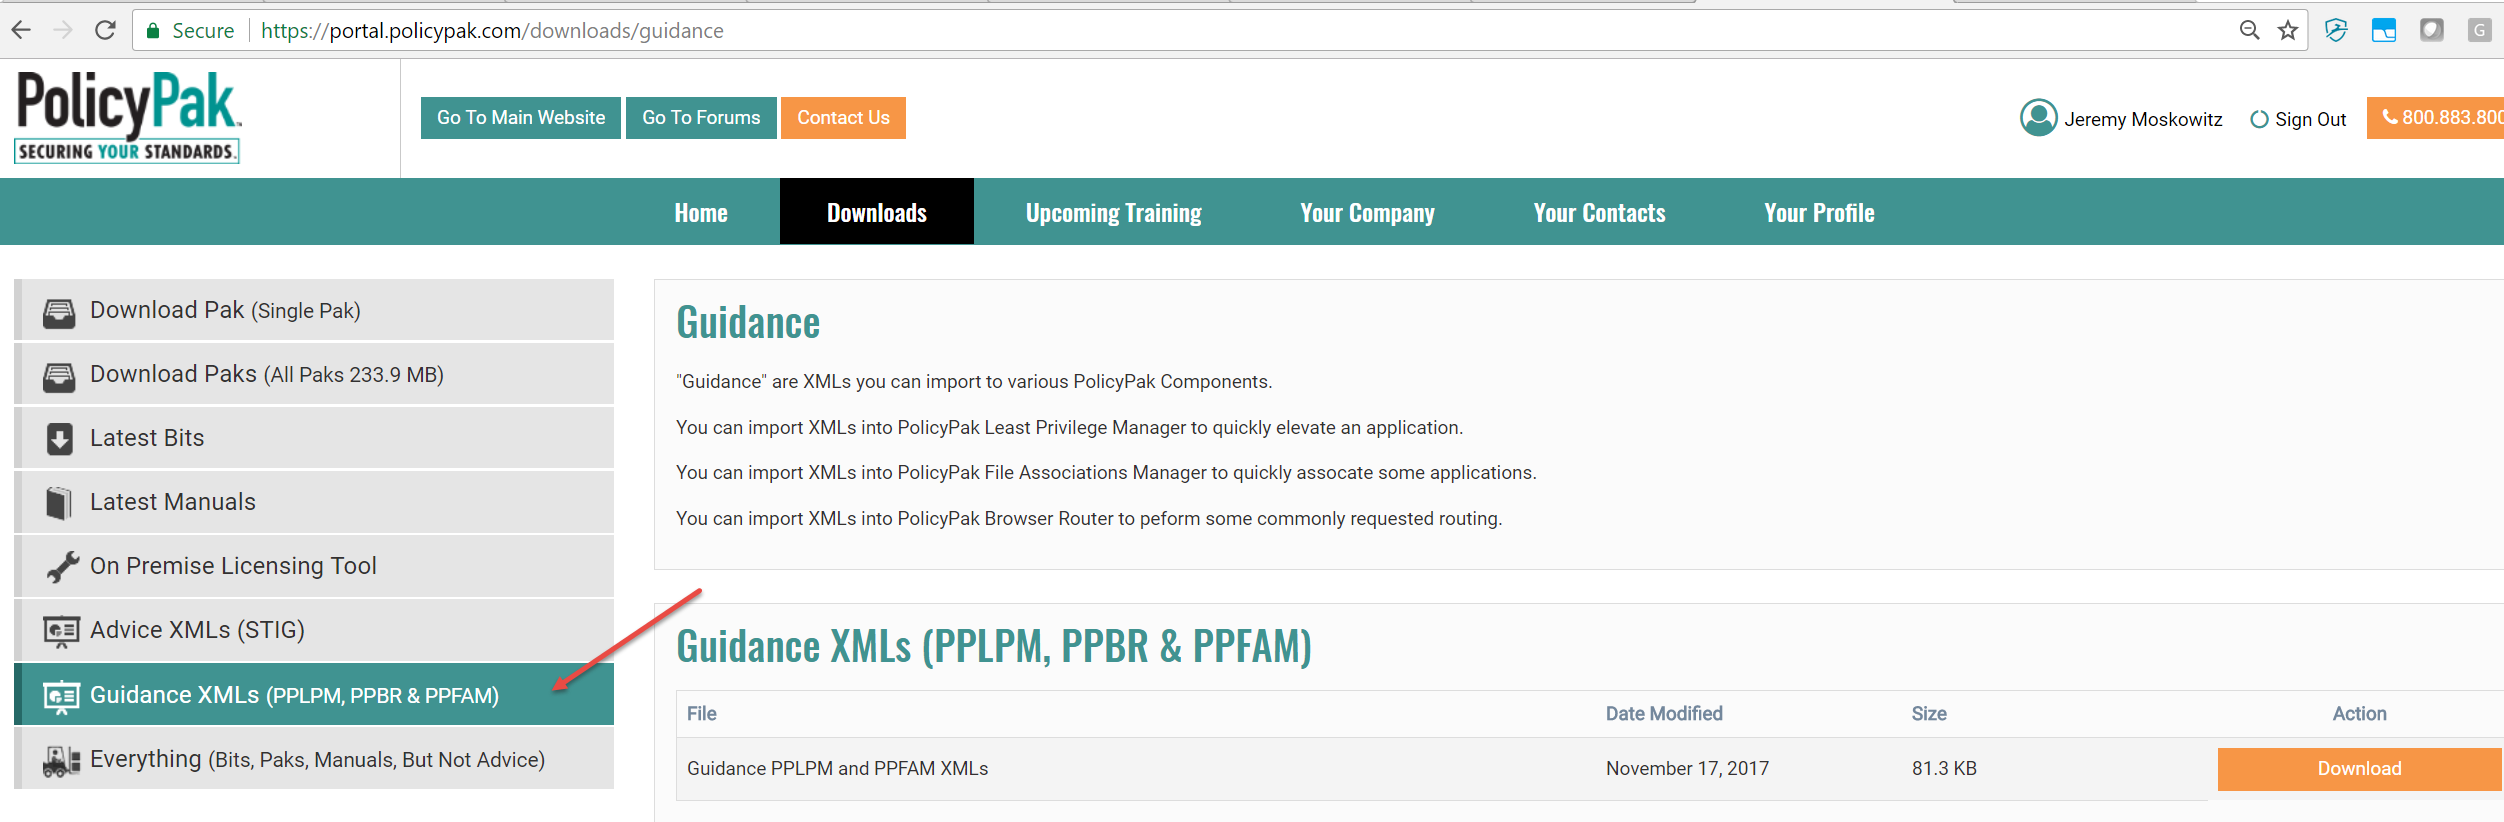 Secure https://portal.policypak.com/downloads/guidance
G
PolicyPak™
SECURING YOUR STANDARDS.
Go To Main Website
Go To Forums
Contact Us
Jeremy Moskowitz
Sign Out
800.883.800
Home
Downloads
Upcoming Training
Your Company
Your Contacts
Your Profile
Download Pak (Single Pak)
Download Paks (All Paks 233.9 MB)
Latest Bits
Latest Manuals
On Premise Licensing Tool
Advice XMLs (STIG)
Guidance XMLs (PPLPM, PPBR & PPFAM)
Everything (Bits, Paks, Manuals, But Not Advice)
Guidance
"Guidance" are XMLs you can import to various PolicyPak Components.
You can import XMLs into PolicyPak Least Privilege Manager to quickly elevate an application.
You can import XMLs into PolicyPak File Associations Manager to quickly assocate some applications.
You can import XMLs into PolicyPak Browser Router to peform some commonly requested routing.
Guidance XMLs (PPLPM, PPBR & PPFAM)
File Date Modified Size Action
Guidance PPLPM and PPFAM XMLs November 17, 2017 81.3 KB Download